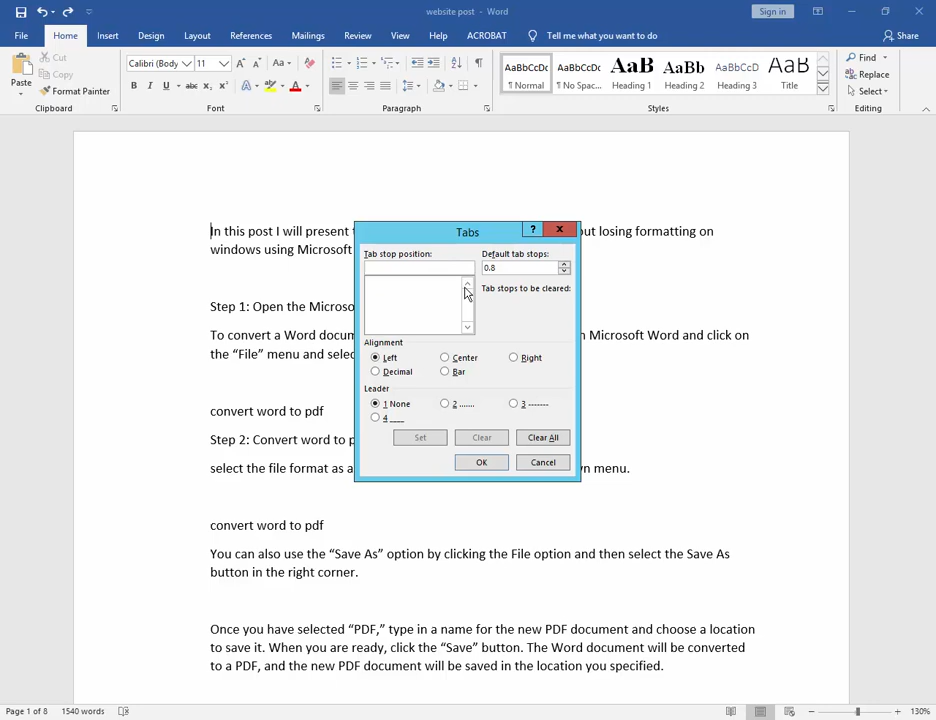 website post - Word
Sign in
File Home Insert Design Layout References Mailings Review View Help ACROBAT Tell me what you want to do Share
Paste
Cut
Copy
Format Painter
Clipboard
Calibri (Body 11
Font
Paragraph
AaBbCcDc AaBbCcDc AaBb AaBb AaBbCcD AaBb
¶ Normal ¶ No Spac... Heading 1 Heading 2 Heading 3 Title
Styles
Find
Replace
Select
Editing
In this post I will present
ut losing formatting on
windows using Microsoft
Step 1: Open the Microso
To convert a Word docum
Microsoft Word and click on
the “File” menu and selec
convert word to pdf
Step 2: Convert word to p
select the file format as a
n menu.
Tabs
Tab stop position:
Default tab stops:
0.8
Tab stops to be cleared:
Alignment
Left Center Right
Decimal Bar
Leader
1 None 2 ....... 3 -------
4 ___
Set Clear Clear All
OK Cancel
convert word to pdf
You can also use the “Save As” option by clicking the File option and then select the Save As
button in the right corner.
Once you have selected “PDF,” type in a name for the new PDF document and choose a location
to save it. When you are ready, click the “Save” button. The Word document will be converted
to a PDF, and the new PDF document will be saved in the location you specified.
Page 1 of 8 1540 words 130%